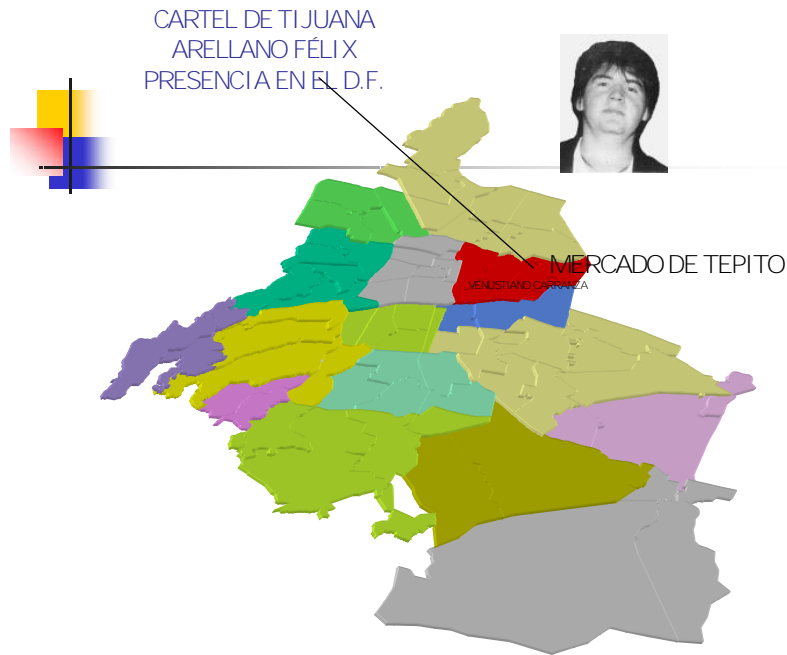 CARTEL DE TIJUANA
ARELLANO FÉLIX
PRESENCIA EN EL D.F.
MERCADO DE TEPITO
VENUSTIANO CARRANZA